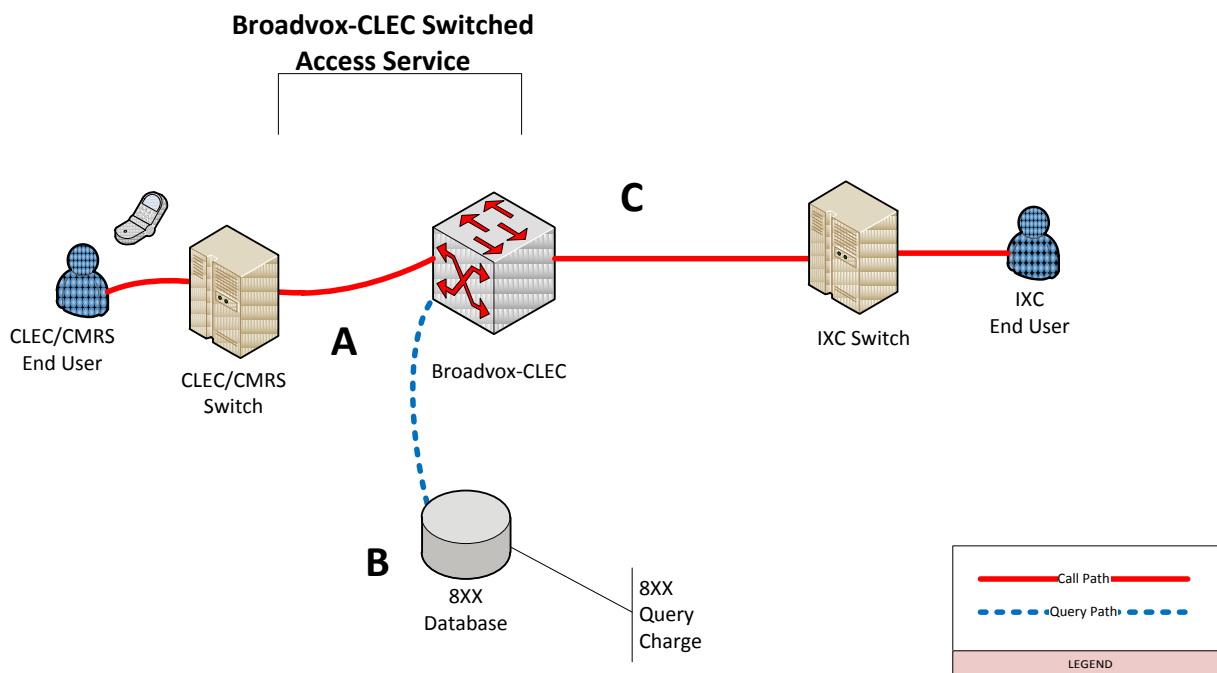 Broadvox-CLEC Switched
Access Service
C
CLEC/CMRS
End User
CLEC/CMRS
Switch
A
Broadvox-CLEC
IXC Switch
IXC
End User
B
8XX
Database
8XX
Query
Charge
Call Path
Query Path
LEGEND